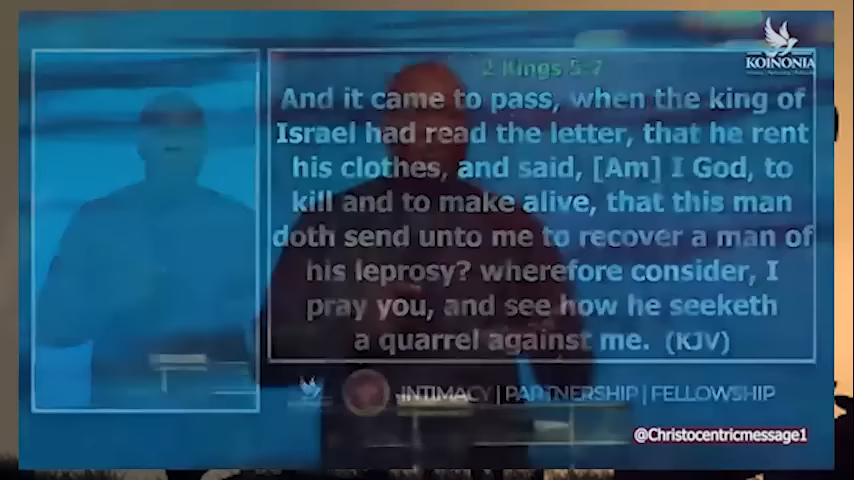 2 Kings 5:7
KOINONIA
And it came to pass, when the king of
Israel had read the letter, that he rent
his clothes, and said, [Am] I God, to
kill and to make alive, that this man
doth send unto me to recover a man of
his leprosy? wherefore consider, I
pray you, and see how he seeketh
a quarrel against me. (KJV)
INTIMACY | PARTNERSHIP | FELLOWSHIP
@Christocentricmessage1